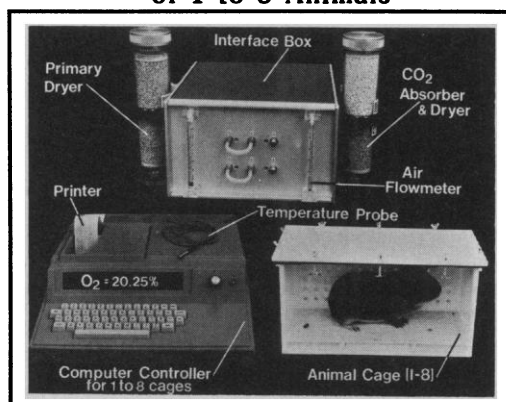 of 1 to 8 Animals
Interface Box
Primary
Dryer
CO2
Absorber
& Dryer
Air
Flowmeter
Printer
Temperature Probe
O2 = 20.25%
Computer Controller
for 1 to 8 cages
Animal Cage [1-8]